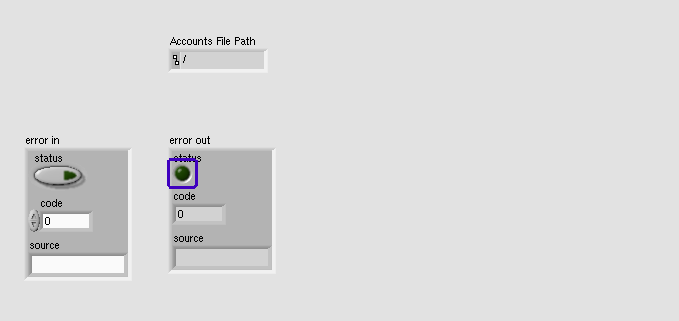 Accounts File Path
/
error in
status
code
0
source
error out
status
code
0
source